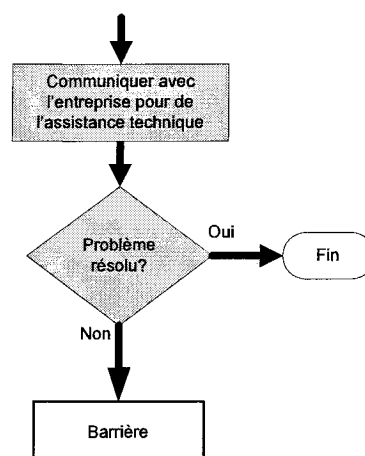 Communiquer avec
l'entreprise pour de
l'assistance technique
Problème
résolu?
Oui
Fin
Non
Barrière